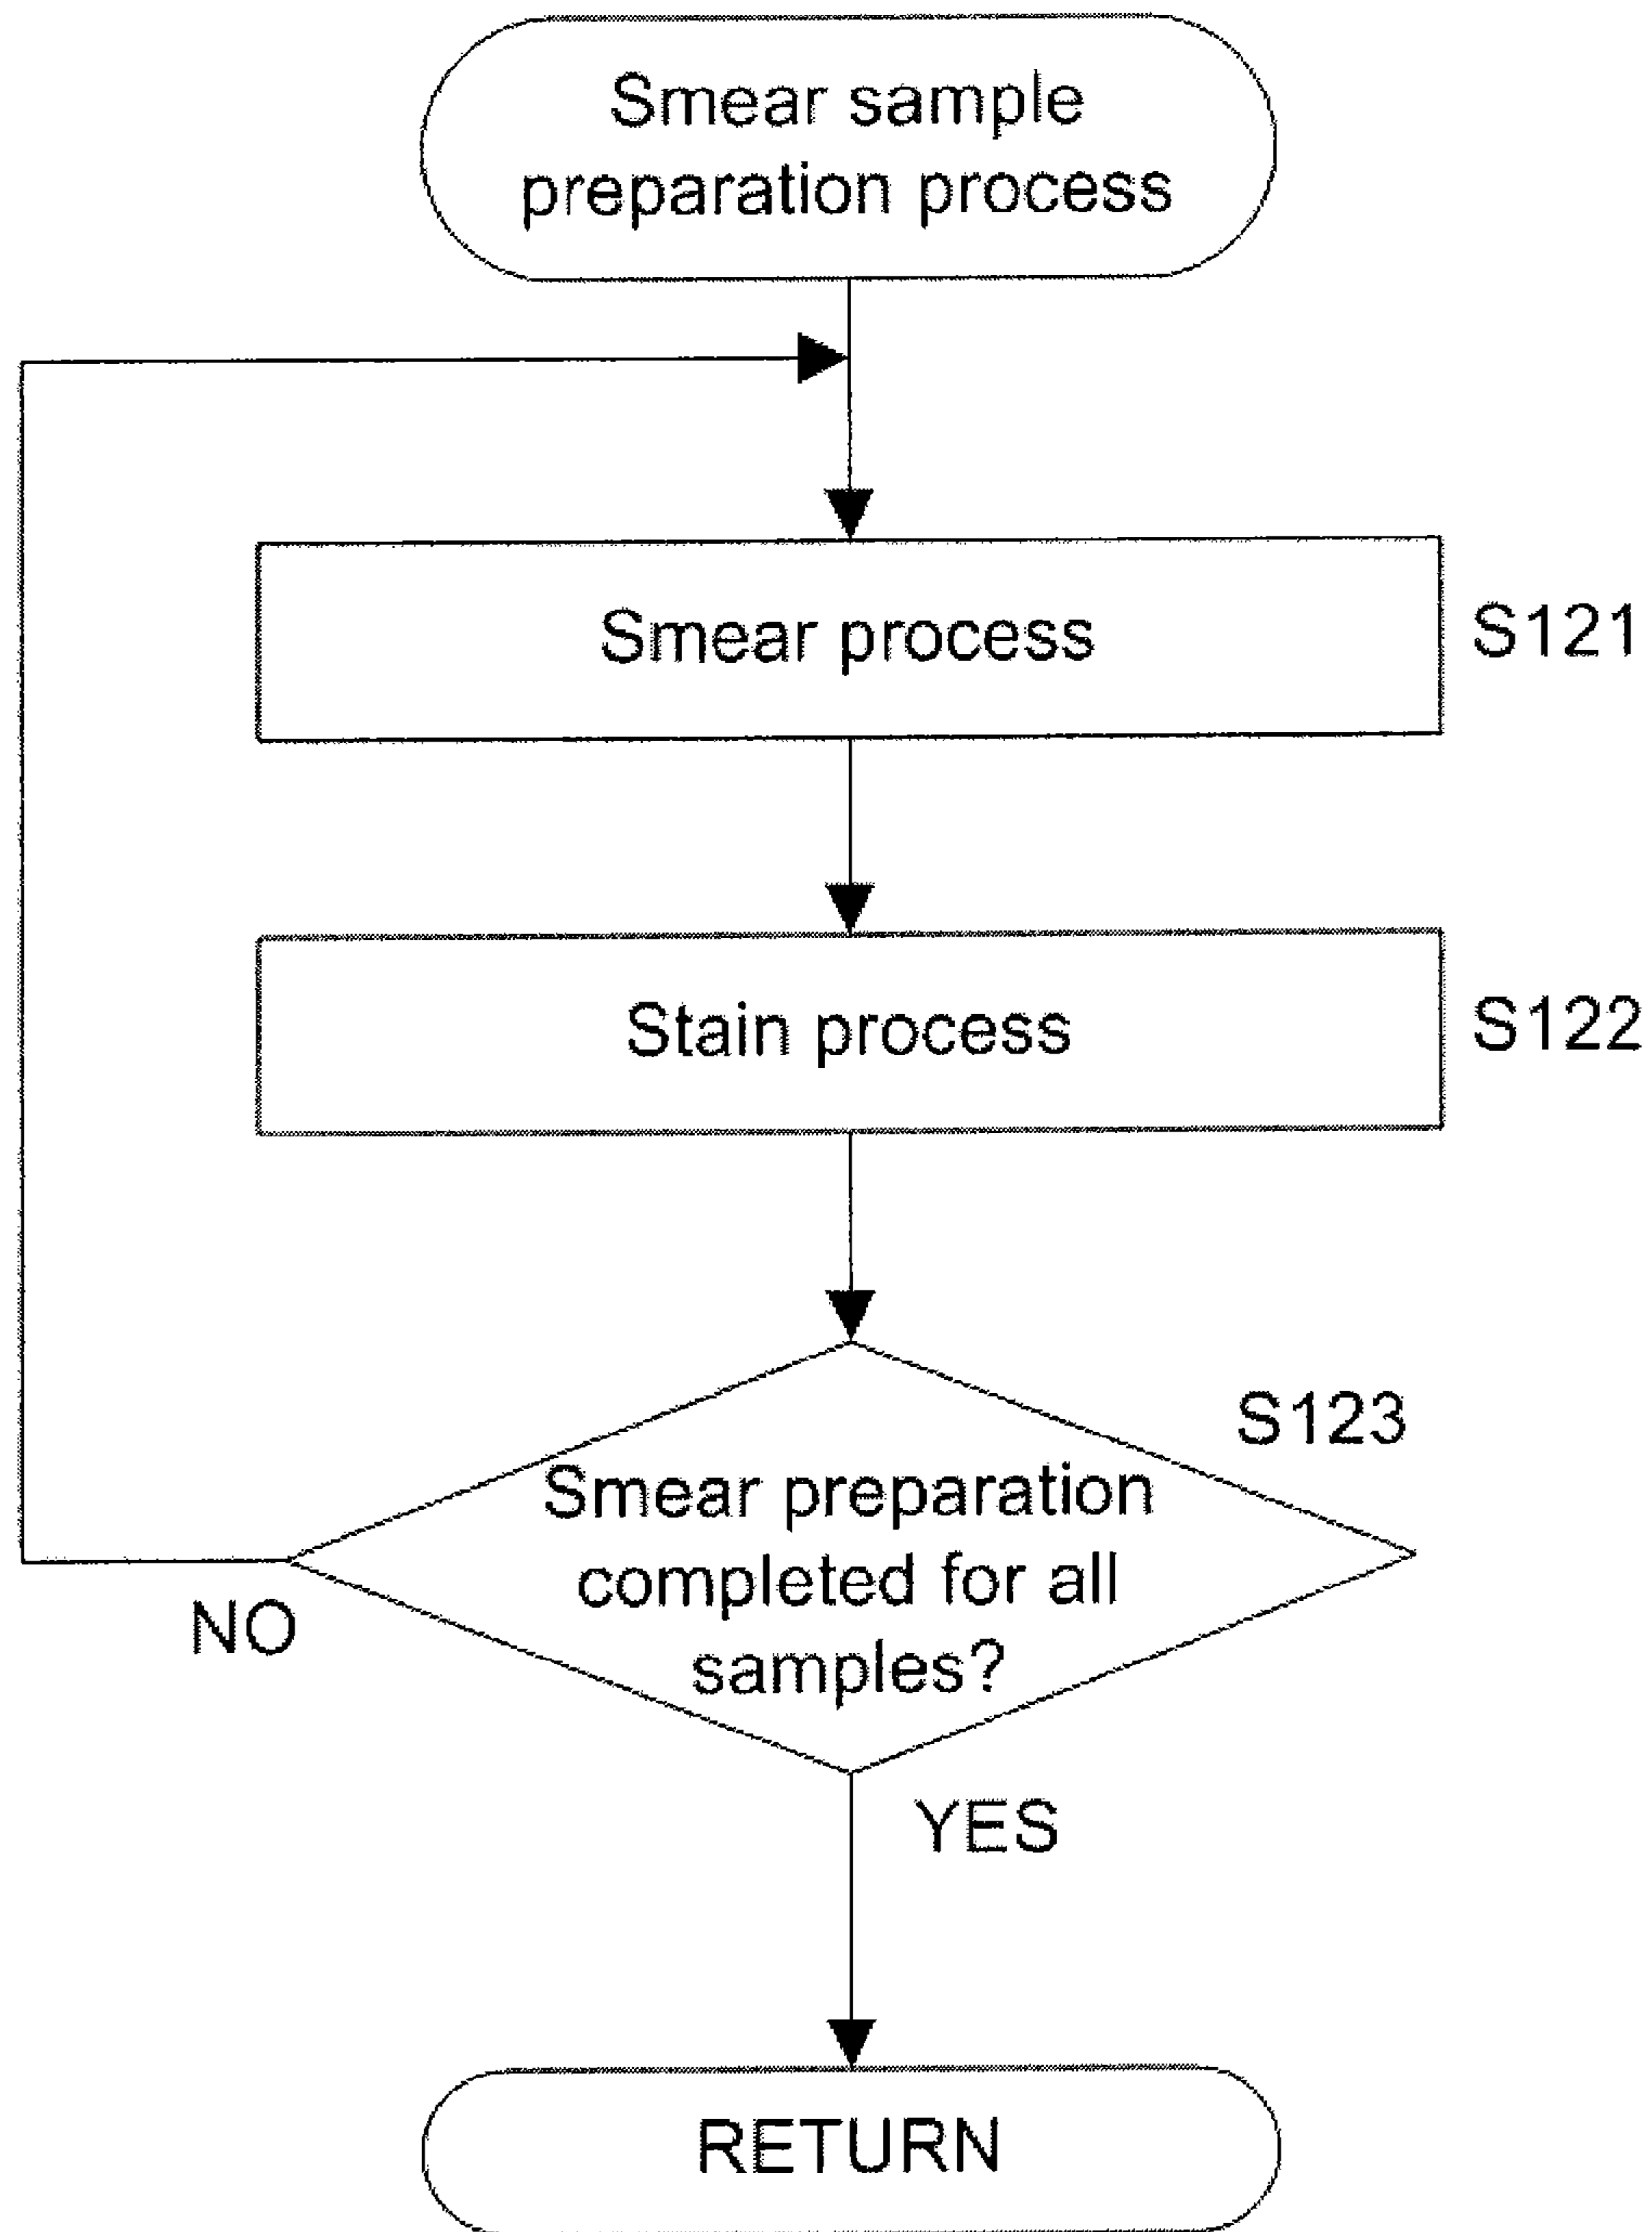 Smear sample
preparation process
Smear process
S121
Stain process
S122
S123
Smear preparation
completed for all
samples?
NO
YES
RETURN